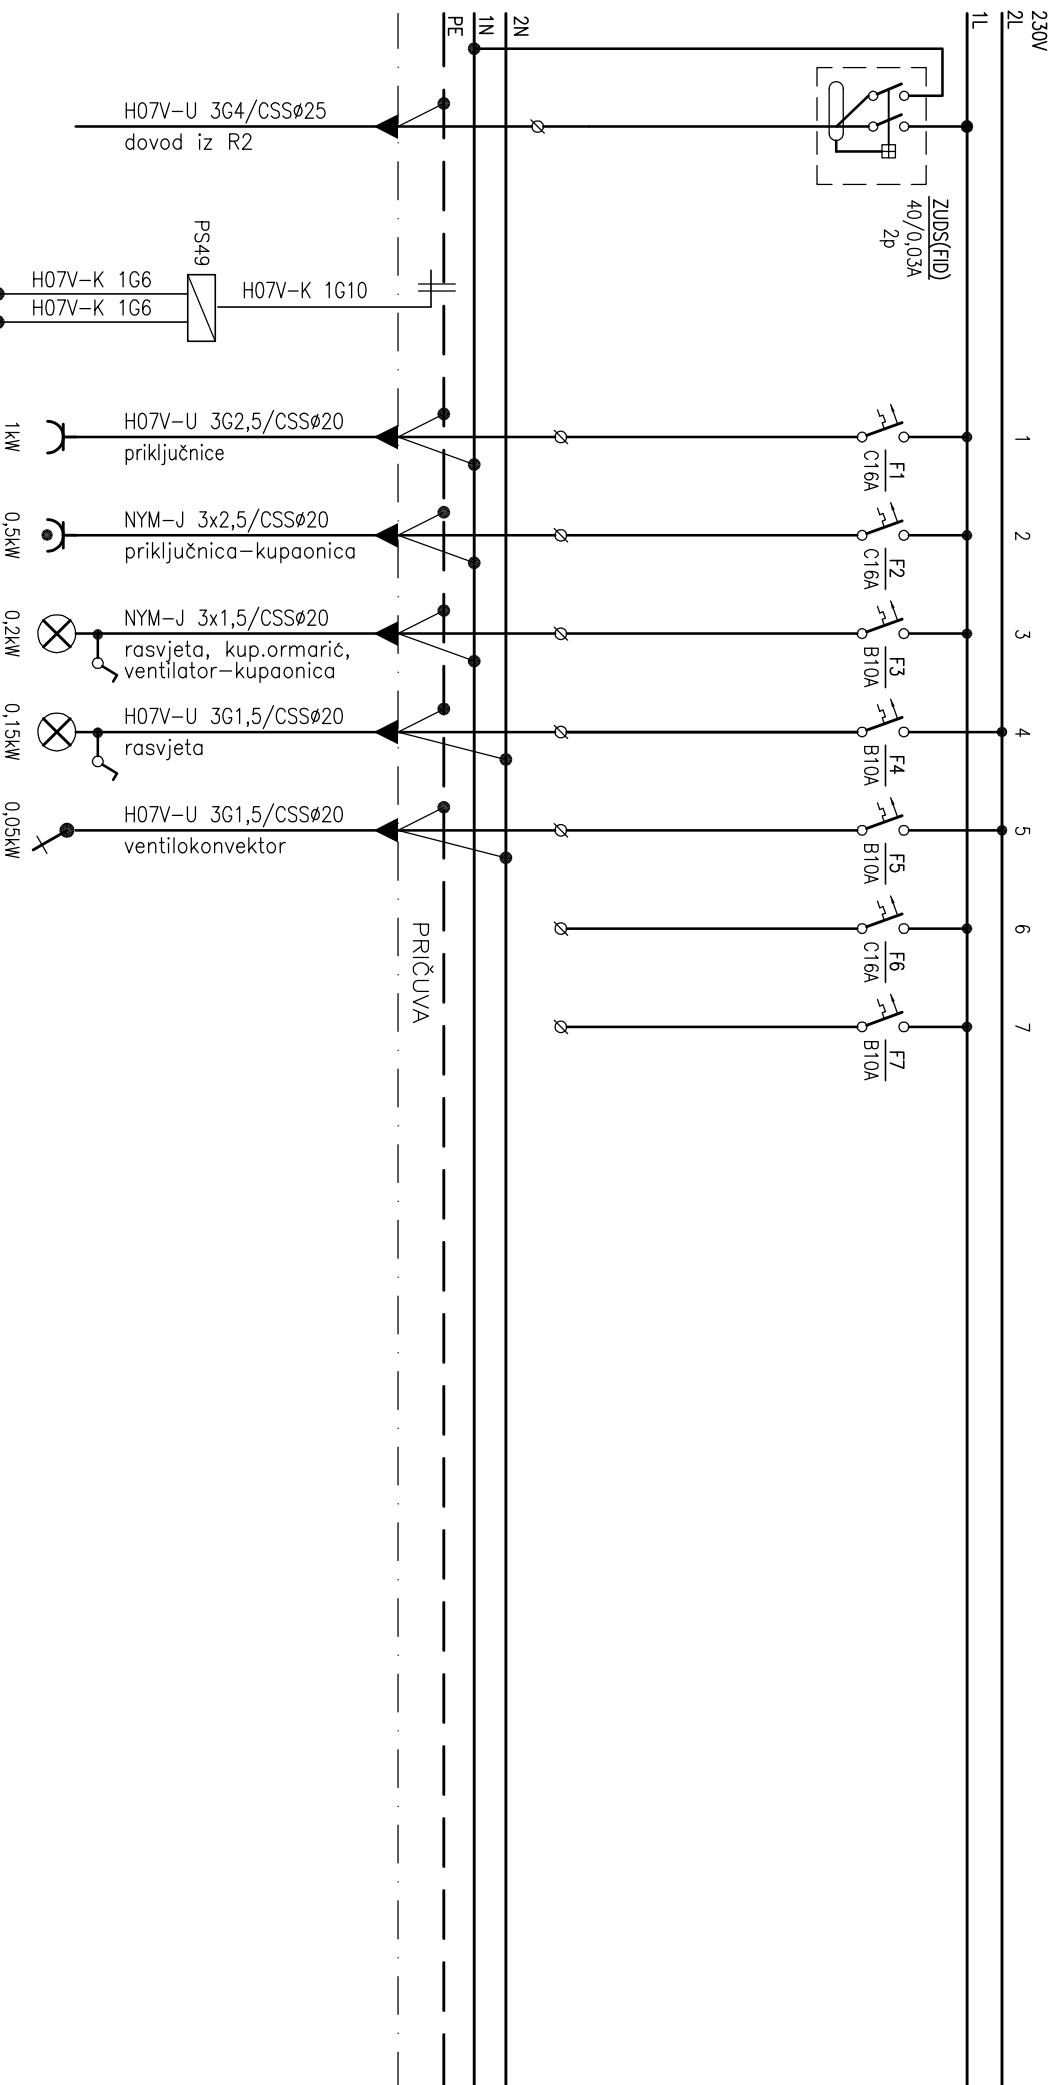 230V
2L
1L
2N
1N
PE
ZUDS(FID)
40/0,03A
2p
H07V-U 3G4/CSSø25
dovod iz R2
PS49
H07V-K 1G6
H07V-K 1G6
H07V-K 1G10
1
F1
C16A
H07V-U 3G2,5/CSSø20
priključnice
1kW
2
F2
C16A
NYM-J 3x2,5/CSSø20
priključnica-kupaonica
0,5kW
3
F3
B10A
NYM-J 3x1,5/CSSø20
rasvjeta, kup.ormarić,
ventilator-kupaonica
0,2kW
4
F4
B10A
H07V-U 3G1,5/CSSø20
rasvjeta
0,15kW
5
F5
B10A
H07V-U 3G1,5/CSSø20
ventilokonvektor
0,05kW
6
F6
C16A
7
F7
B10A
PRIČUVA